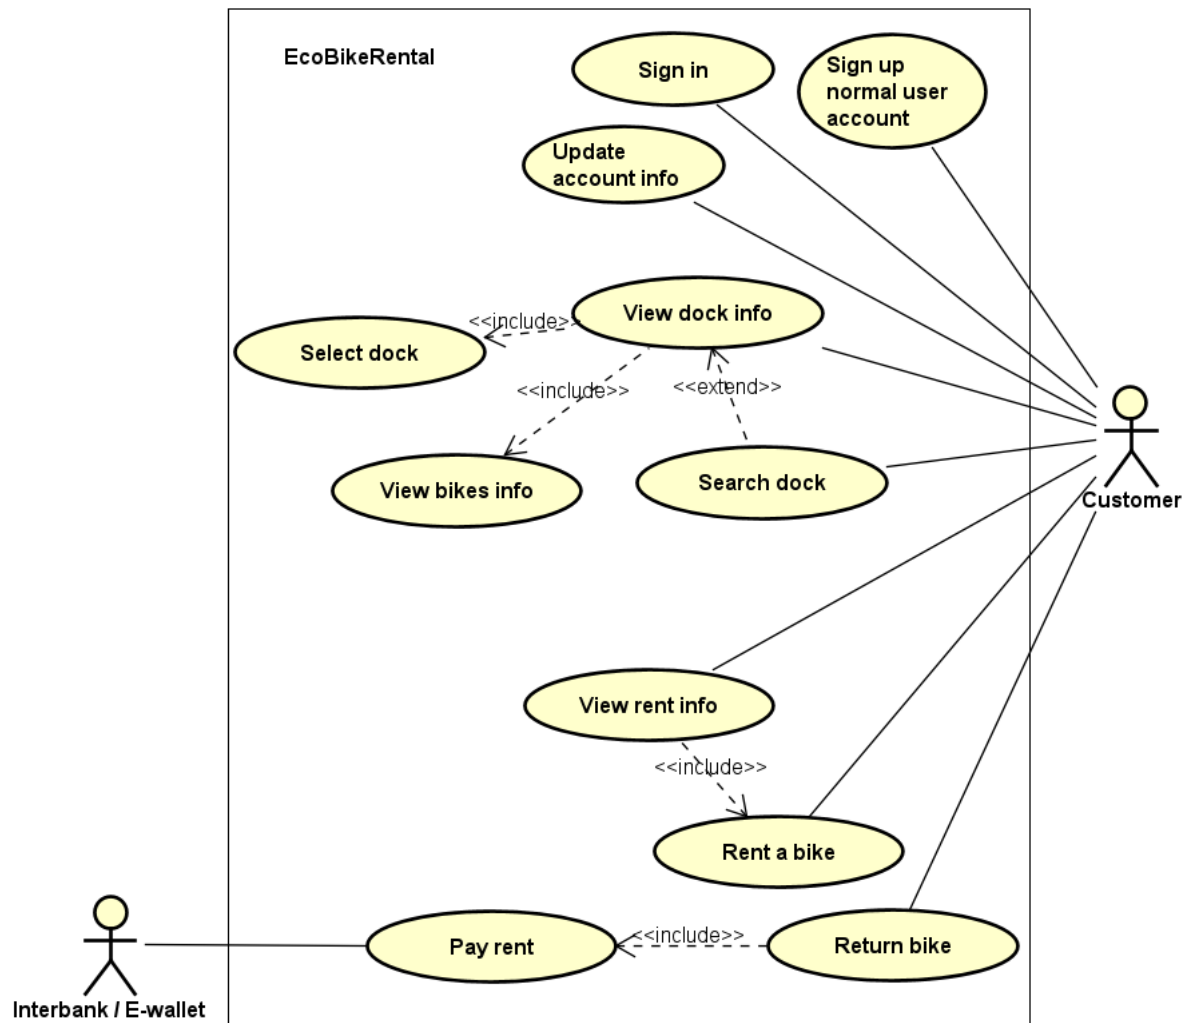 EcoBikeRental
Sign in
Sign up
normal user
account
Update
account info
View dock info
<<include>>
Select dock
<<include>>
<<extend>>
View bikes info
Search dock
Customer
View rent info
<<include>>
Rent a bike
Pay rent
<<include>>
Return bike
Interbank / E-wallet